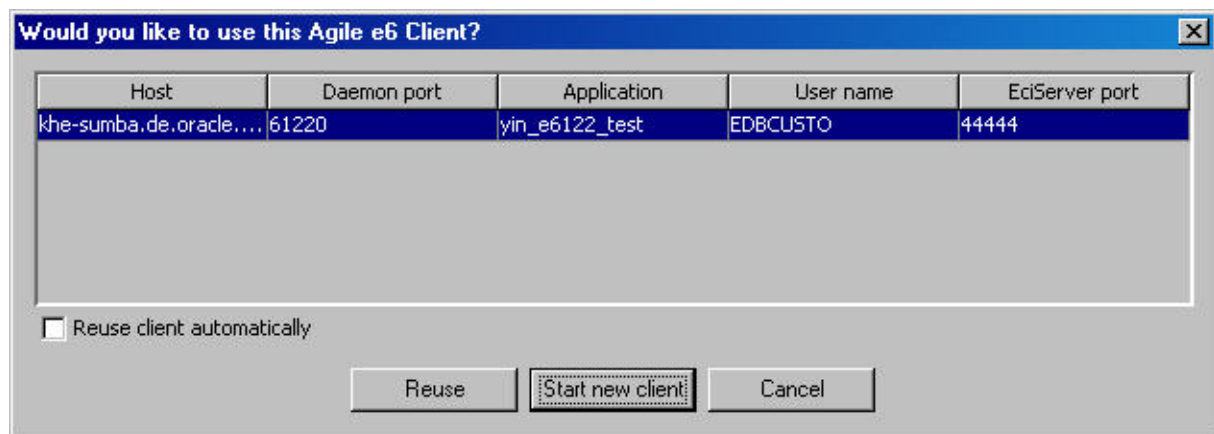 Would you like to use this Agile e6 Client?
Host Daemon port Application User name EciServer port
khe-sumba.de.oracle.... 61220 yin_e6122_test EDBCUSTO 44444
Reuse client automatically
Reuse Start new client Cancel